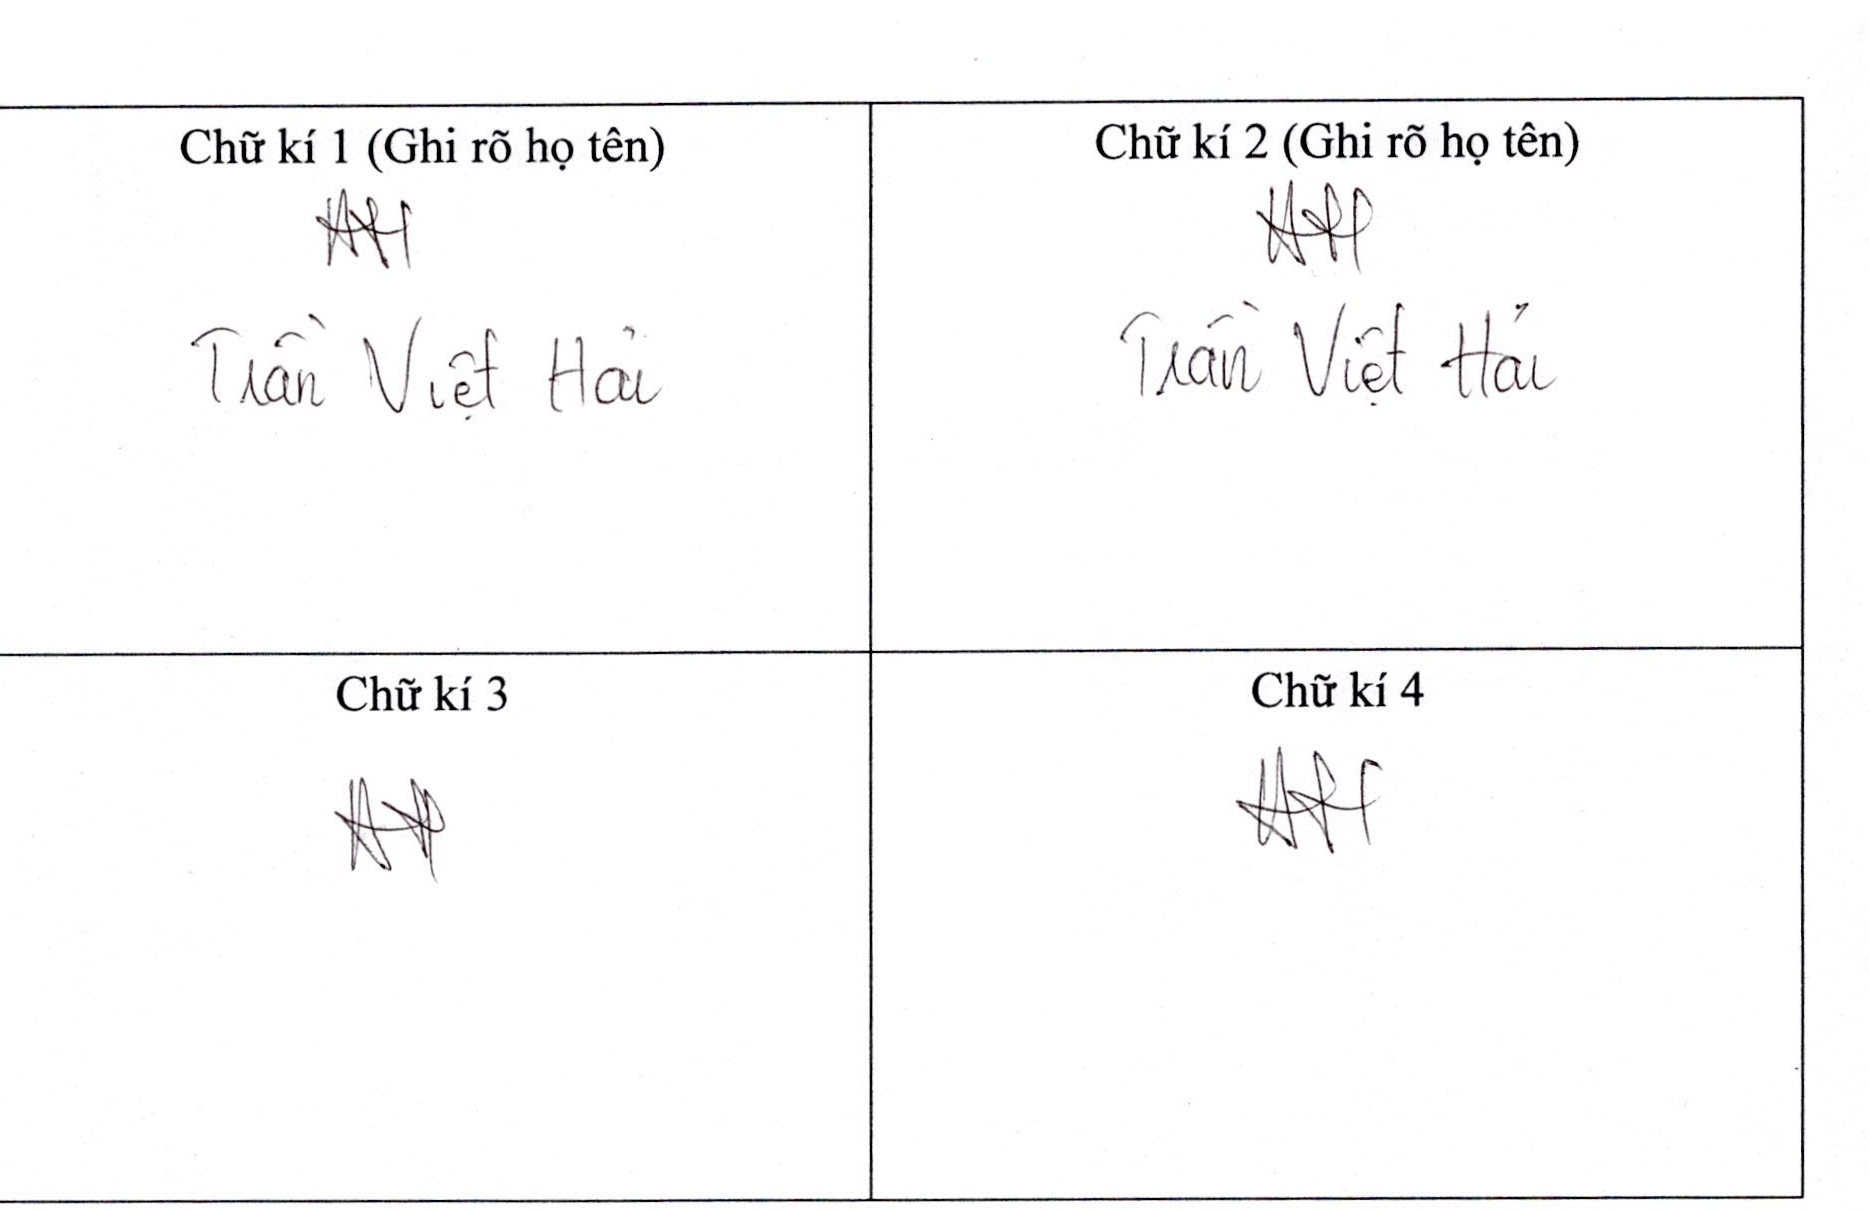 Chữ kí 1 (Ghi rõ họ tên)
Trần Việt Hải
Chữ kí 2 (Ghi rõ họ tên)
Trần Việt Hải
Chữ kí 3
Chữ kí 4